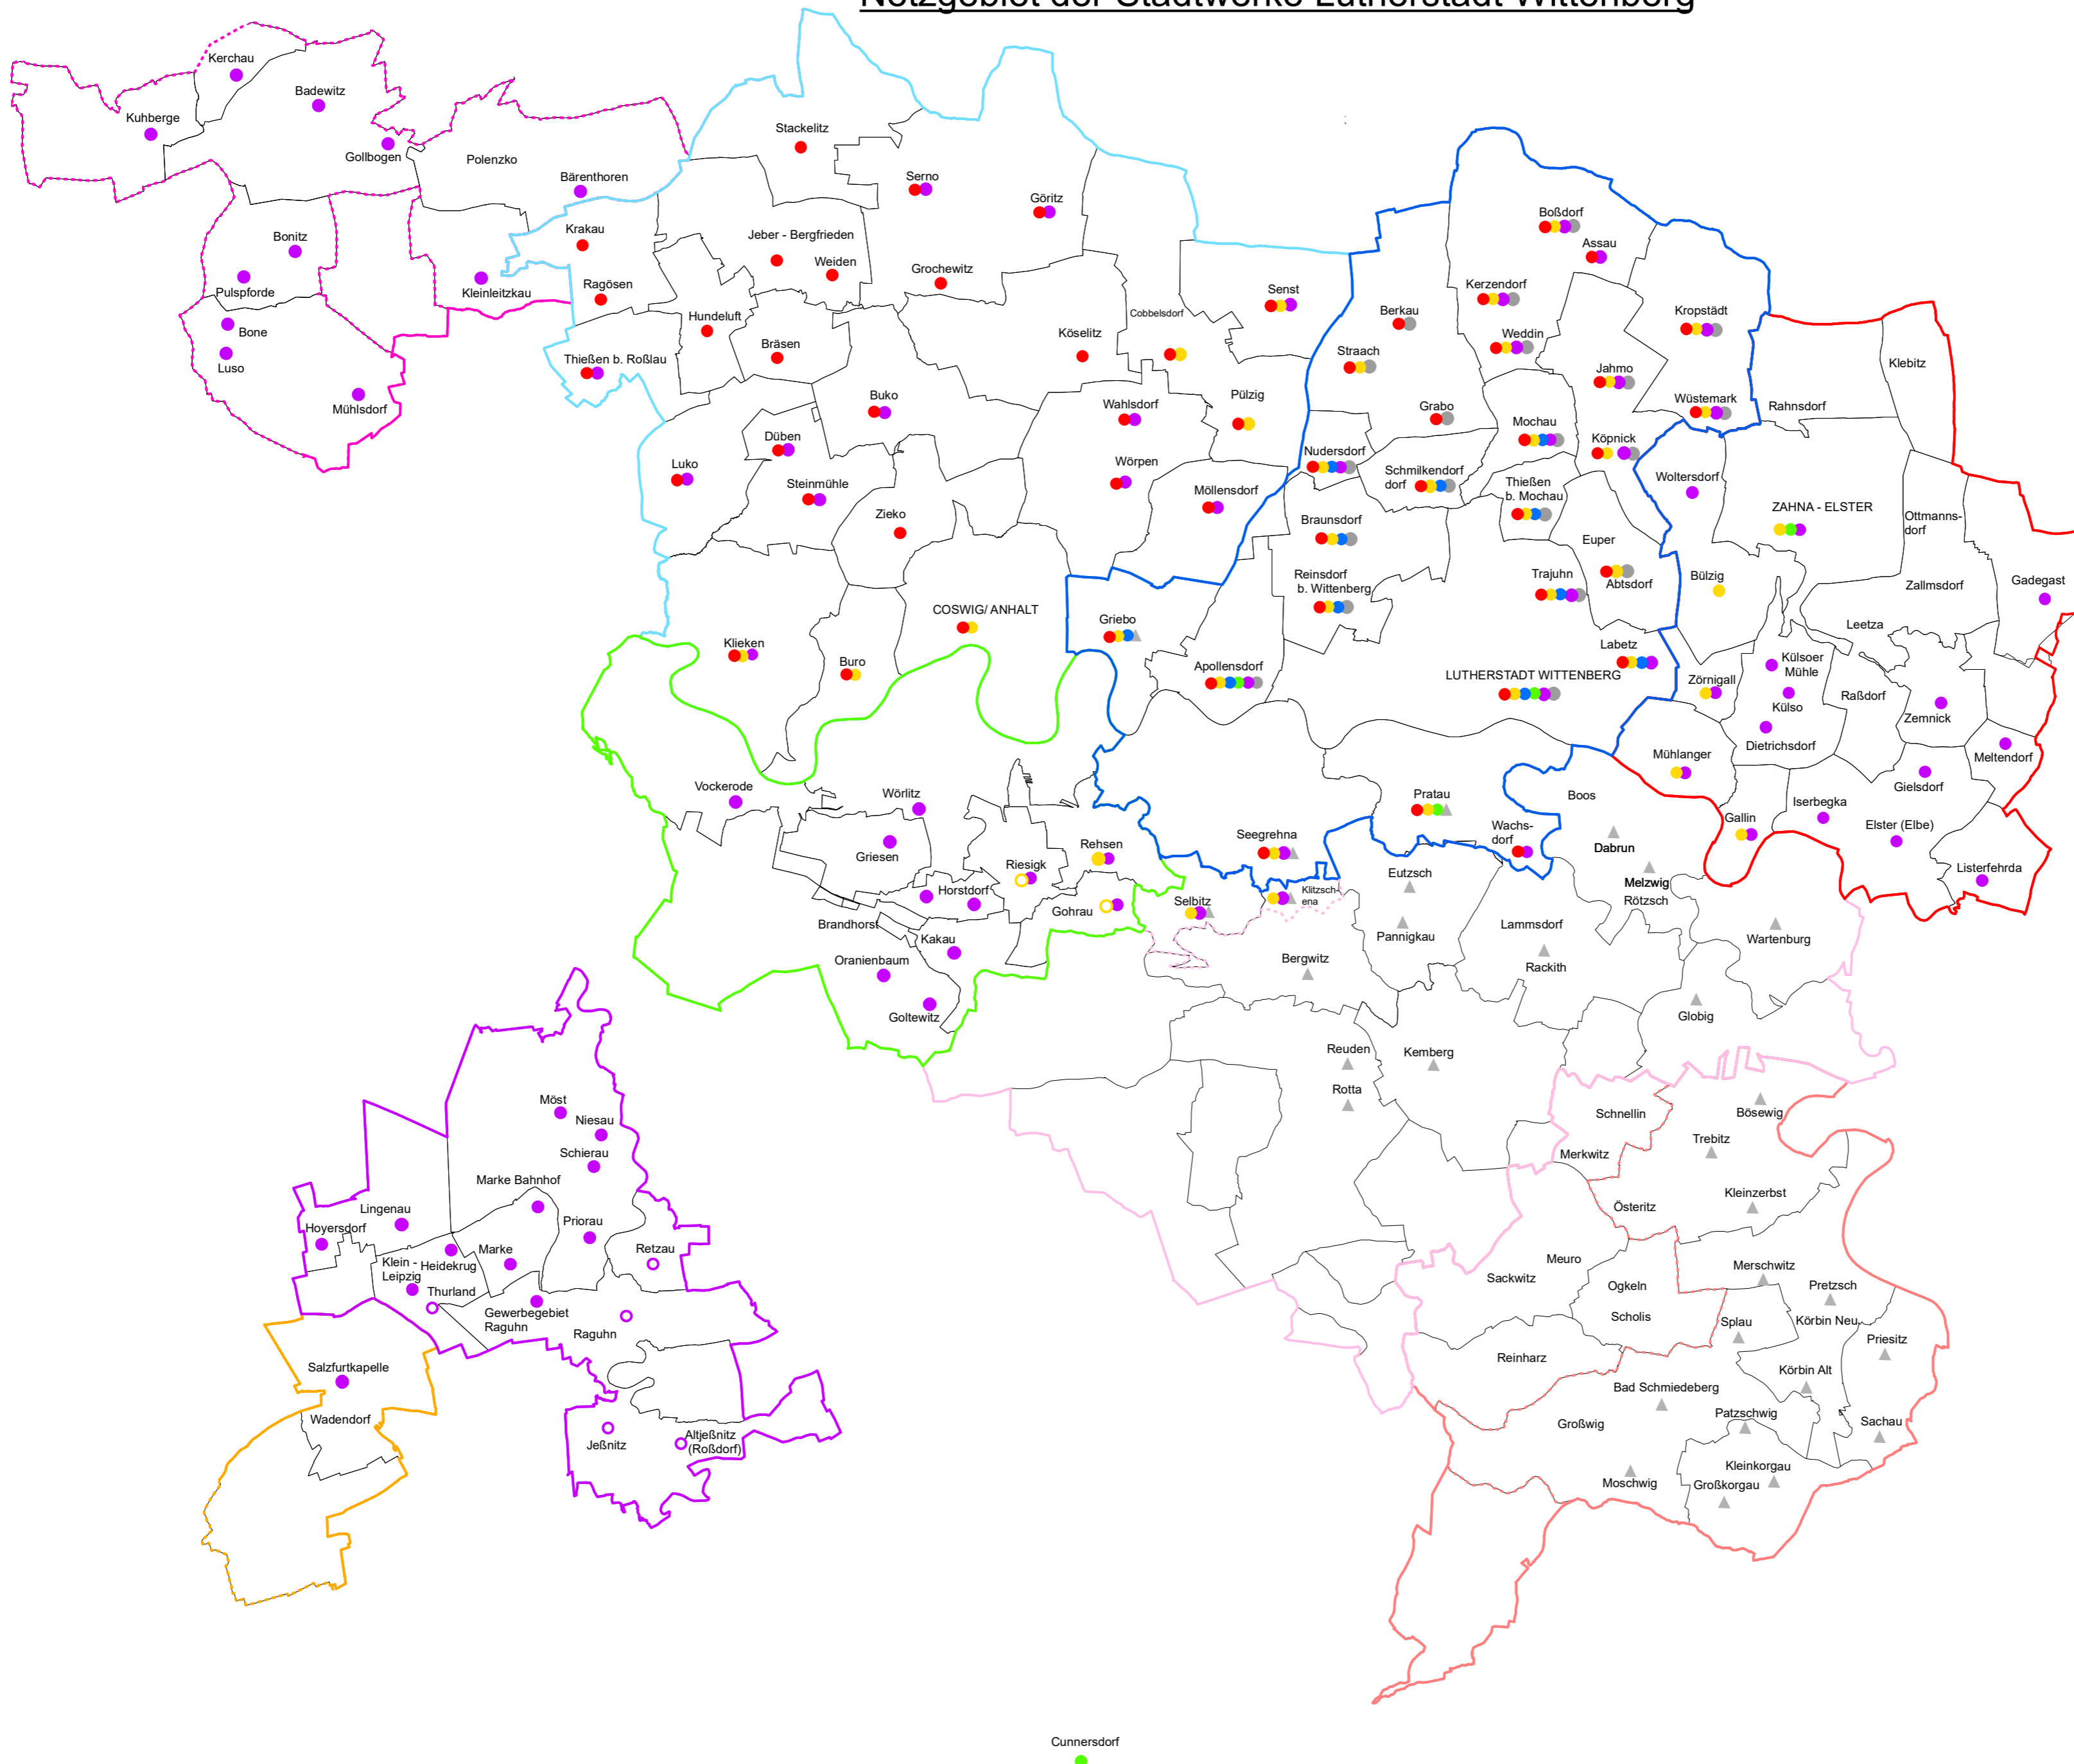 Netzgebiet der Stadtwerke Lutherstadt Wittenberg
Kerchau
Badewitz
Kuhberge
Gollbogen
Polenzko
Bärenthoren
Stackelitz
Serno
Göritz
Bonitz
Pulspforde
Kleinleitzkau
Krakau
Ragösen
Jeber - Bergfrieden
Weiden
Grochewitz
Bone
Luso
Mühlsdorf
Thießen b. Roßlau
Hundeluft
Bräsen
Köselitz
Cobbelsdorf
Senst
Pülzig
Buko
Wahlsdorf
Düben
Luko
Steinmühle
Wörpen
Möllensdorf
Zieko
COSWIG/ ANHALT
Klieken
Buro
Boßdorf
Assau
Kerzendorf
Berkau
Weddin
Kropstädt
Straach
Jahmo
Wüstemark
Grabo
Mochau
Köpnick
Nudersdorf
Schmilkendorf
dorf
Thießen
b. Mochau
Braunsdorf
Euper
Reinsdorf
b. Wittenberg
Trajuhn
Abtsdorf
Griebo
Apollensdorf
Labetz
LUTHERSTADT WITTENBERG
Klebitz
Rahnsdorf
Woltersdorf
ZAHNA - ELSTER
Ottmanns-
dorf
Bülzig
Zallmsdorf
Gadegast
Leetza
Külsoer
Mühle
Zörnigall
Külso
Raßdorf
Zemnick
Dietrichsdorf
Meltendorf
Mühlanger
Gielsdorf
Iserbegka
Gallin
Elster (Elbe)
Listerfehrda
Vockerode
Wörlitz
Griesen
Riesigk
Rehsen
Horstdorf
Gohrau
Brandhorst
Kakau
Oranienbaum
Goltewitz
Pratau
Boos
Seegrehna
Wachs-
dorf
Dabrun
Melzwig
Rötzsch
Eutzsch
Klitzsch-
ena
Selbitz
Pannigkau
Lammsdorf
Wartenburg
Bergwitz
Rackith
Globig
Reuden
Kemberg
Rotta
Schnellin
Bösewig
Trebitz
Merkwitz
Kleinzerbst
Österitz
Meuro
Sackwitz
Merschwitz
Ogkeln
Pretzsch
Scholis
Splau
Körbin Neu
Priesitz
Reinharz
Körbin Alt
Bad Schmiedeberg
Großwig
Patzschwig
Sachau
Kleinkorgau
Moschwig
Großkorgau
Möst
Niesau
Schierau
Marke Bahnhof
Lingenau
Hoyersdorf
Priorau
Marke
Retzau
Klein -
Leipzig
Heidekrug
Thurland
Gewerbegebiet
Raguhn
Raguhn
Salzfurtkapelle
Wadendorf
Jeßnitz
Altjeßnitz
(Roßdorf)
Cunnersdorf